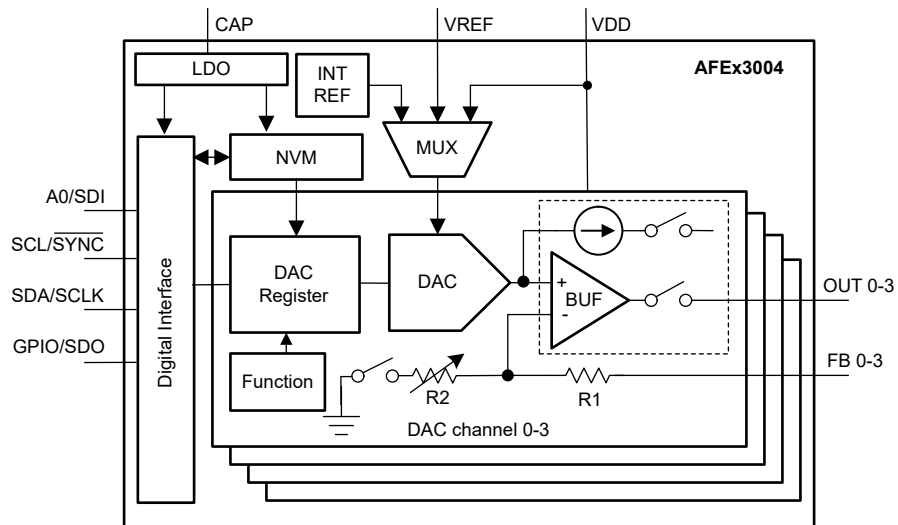 CAP
VREF
VDD
LDO
INT
REF
AFEx3004
MUX
NVM
A0/SDI
SCL/SYNC
SDA/SCLK
GPIO/SDO
Digital Interface
DAC
Register
DAC
+
BUF
-
OUT 0-3
Function
R2
R1
FB 0-3
DAC channel 0-3